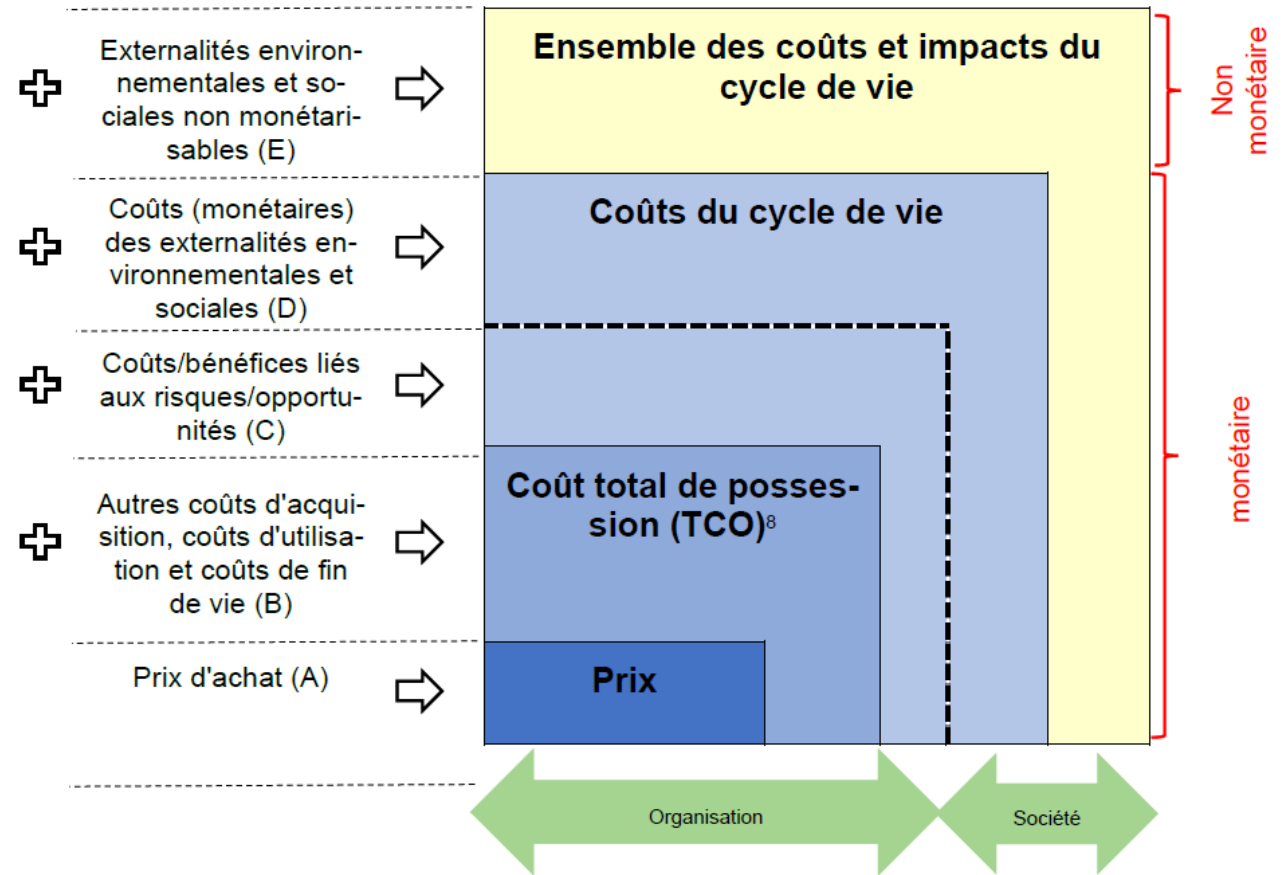 Externalités environ-
nementales et so-
ciales non monétari-
sables (E)
Ensemble des coûts et impacts du
cycle de vie
Non
monétaire
Coûts (monétaires)
des externalités en-
vironnementales et
sociales (D)
Coûts du cycle de vie
Coûts/bénéfices liés
aux risques/opportu-
nités (C)
monétaire
Autres coûts d'acqui-
sition, coûts d'utilisa-
tion et coûts de fin
de vie (B)
Coût total de posses-
sion (TCO)⁸
Prix d'achat (A)
Prix
Organisation
Société